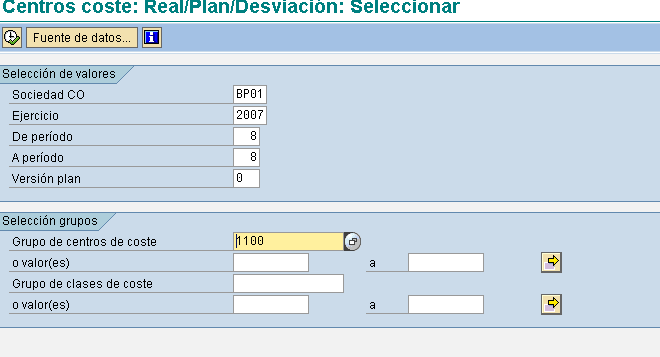 Centros coste: Real/Plan/Desviación: Seleccionar
Fuente de datos...
Selección de valores
Sociedad CO BP01
Ejercicio 2007
De período 8
A período 8
Versión plan 0
Selección grupos
Grupo de centros de coste 1100
o valor(es) a
Grupo de clases de coste
o valor(es) a